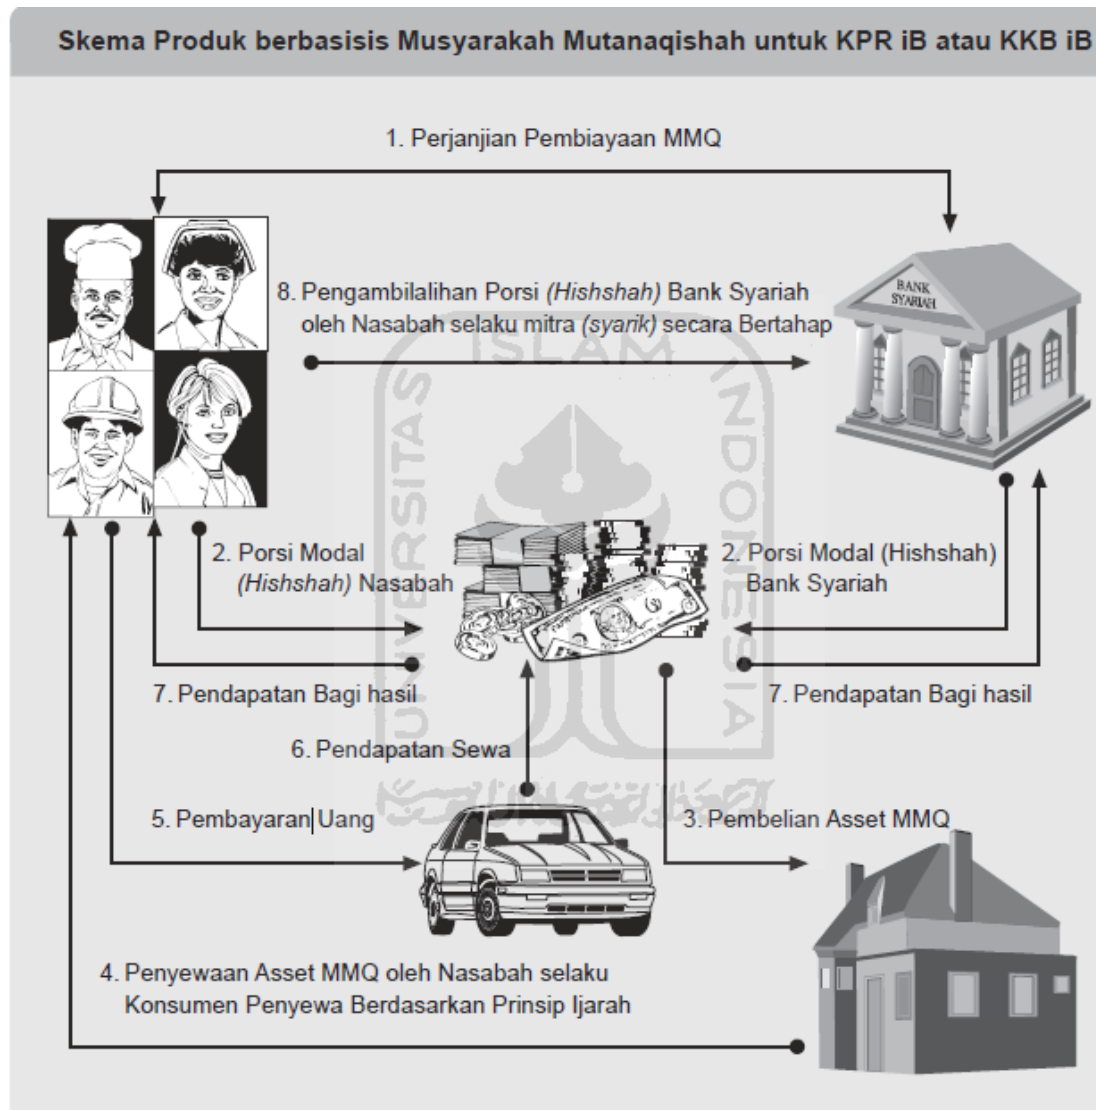 Skema Produk berbasisis Musyarakah Mutanaqishah untuk KPR iB atau KKB iB
1. Perjanjian Pembiayaan MMQ
8. Pengambilalihan Porsi (Hishshah) Bank Syariah
oleh Nasabah selaku mitra (syarik) secara Bertahap
BANK
SYARIAH
ISLAM
UNIVERSITAS
INDONESIA
2. Porsi Modal
(Hishshah) Nasabah
2. Porsi Modal (Hishshah)
Bank Syariah
7. Pendapatan Bagi hasil
7. Pendapatan Bagi hasil
6. Pendapatan Sewa
5. Pembayaran Uang
3. Pembelian Asset MMQ
4. Penyewaan Asset MMQ oleh Nasabah selaku
Konsumen Penyewa Berdasarkan Prinsip Ijarah